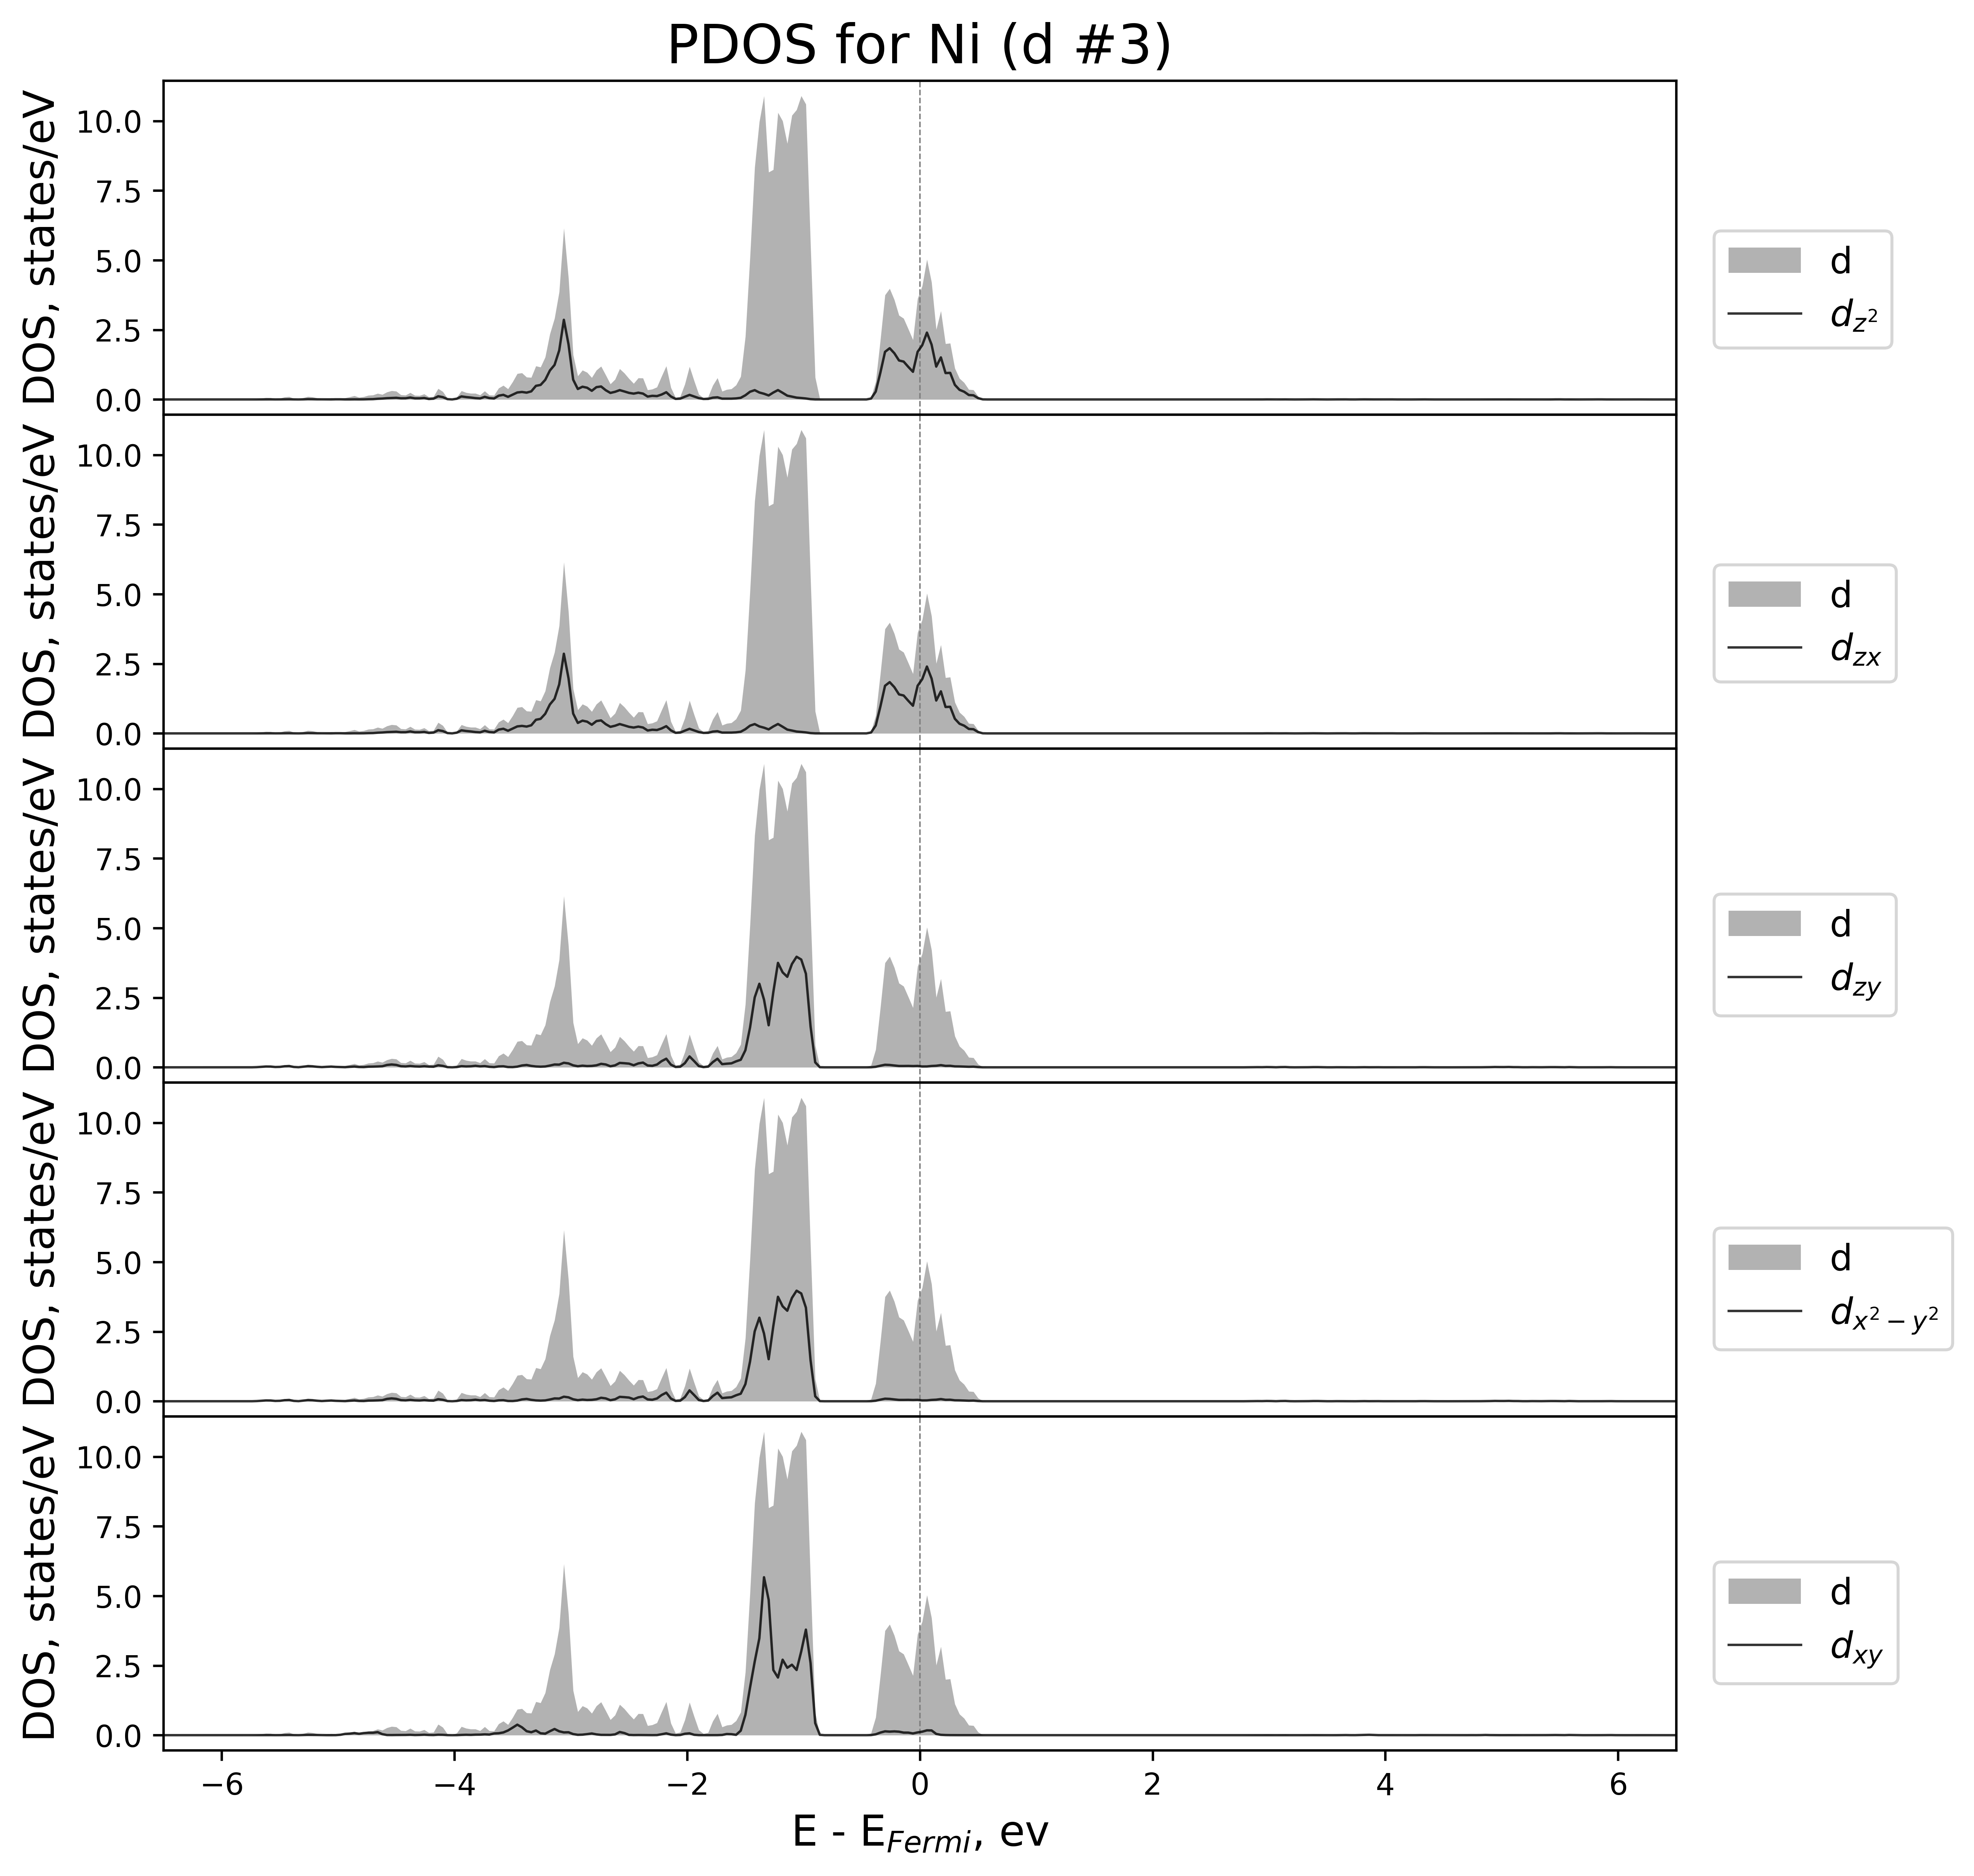 PDOS for Ni (d #3)
DOS, states/eV
10.0
7.5
5.0
2.5
0.0
d
d_{z^2}
DOS, states/eV
10.0
7.5
5.0
2.5
0.0
d
d_{zx}
DOS, states/eV
10.0
7.5
5.0
2.5
0.0
d
d_{zy}
DOS, states/eV
10.0
7.5
5.0
2.5
0.0
d
d_{x^2-y^2}
DOS, states/eV
10.0
7.5
5.0
2.5
0.0
d
d_{xy}
−6 −4 −2 0 2 4 6
E - E_{Fermi}, ev